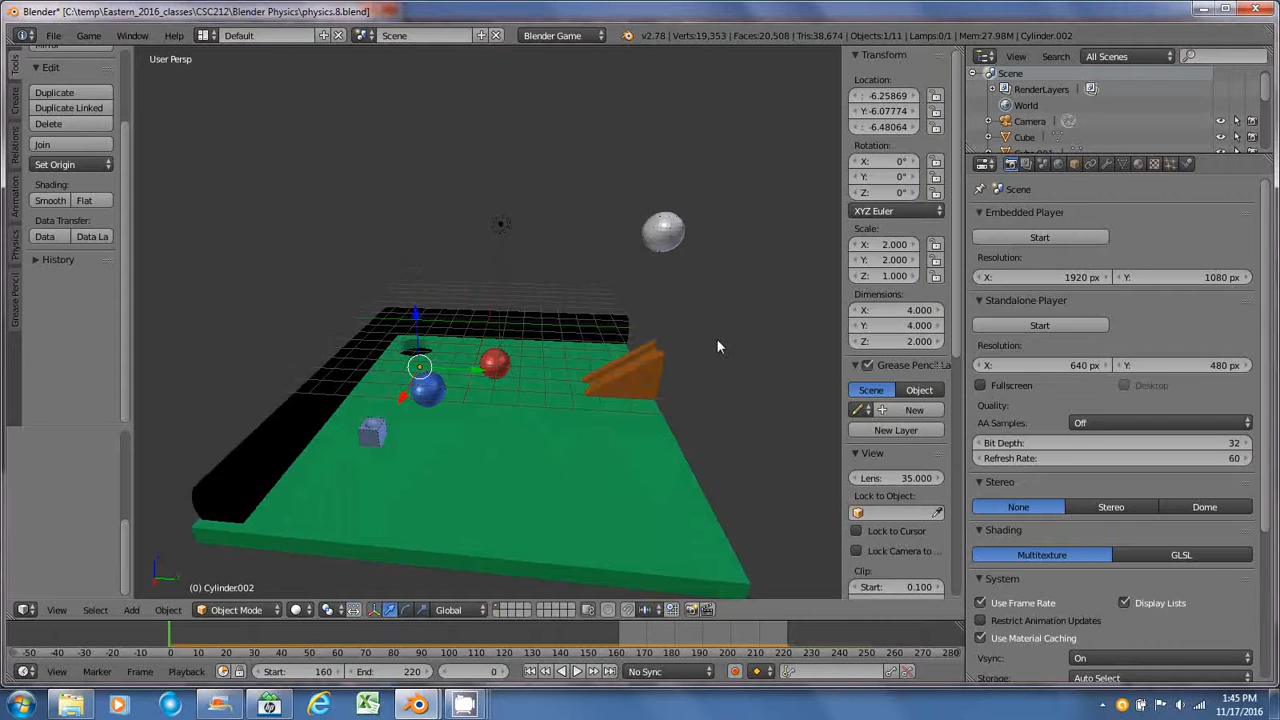 Blender* [C:\temp\Eastern_2016_classes\CSC212\Blender Physics\physics.8.blend]
File Game Window Help Default Scene Blender Game v2.78 | Verts:19,353 | Faces:20,508 | Tris:38,674 | Objects:1/11 | Lamps:0/1 | Mem:27.98M | Cylinder.002
View Search All Scenes
Scene
RenderLayers
World
Camera
Cube
Tools
Create
Relations
Animation
Physics
Grease Pencil
Edit
Duplicate
Duplicate Linked
Delete
Join
Set Origin
Shading:
Smooth Flat
Data Transfer:
Data Data La
History
User Persp
(0) Cylinder.002
Transform
Location:
: -6.25869
Y: -6.07774
: -6.48064
Rotation:
X: 0°
Y: 0°
Z: 0°
XYZ Euler
Scale:
X: 2.000
Y: 2.000
Z: 1.000
Dimensions:
X: 4.000
Y: 4.000
Z: 2.000
Grease Pencil La
Scene Object
New
New Layer
View
Lens: 35.000
Lock to Object:
Lock to Cursor
Lock Camera to ...
Clip:
Start: 0.100
Scene
Embedded Player
Start
Resolution:
X: 1920 px Y: 1080 px
Standalone Player
Start
Resolution:
X: 640 px Y: 480 px
Fullscreen Desktop
Quality:
AA Samples: Off
Bit Depth: 32
Refresh Rate: 60
Stereo
None Stereo Dome
Shading
Multitexture GLSL
System
Use Frame Rate Display Lists
Restrict Animation Updates
Use Material Caching
Vsync: On
Storage: Auto Select
View Select Add Object Object Mode Global
-50 -40 -30 -20 -10 0 10 20 30 40 50 60 70 80 90 100 110 120 130 140 150 160 170 180 190 200 210 220 230 240 250 260 270 280
View Marker Frame Playback Start: 160 End: 220 0 No Sync
1:45 PM
11/17/2016